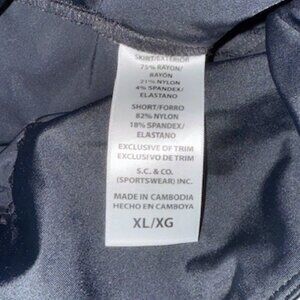 SKIRT/EXTERIOR
75% RAYON/
RAYON
21% NYLON
4% SPANDEX/
ELASTANO
SHORT/FORRO
82% NYLON
18% SPANDEX/
ELASTANO
EXCLUSIVE OF TRIM
EXCLUSIVO DE TRIM
S.C. & CO.
(SPORTSWEAR) INC.
MADE IN CAMBODIA
HECHO EN CAMBOYA
XL/XG